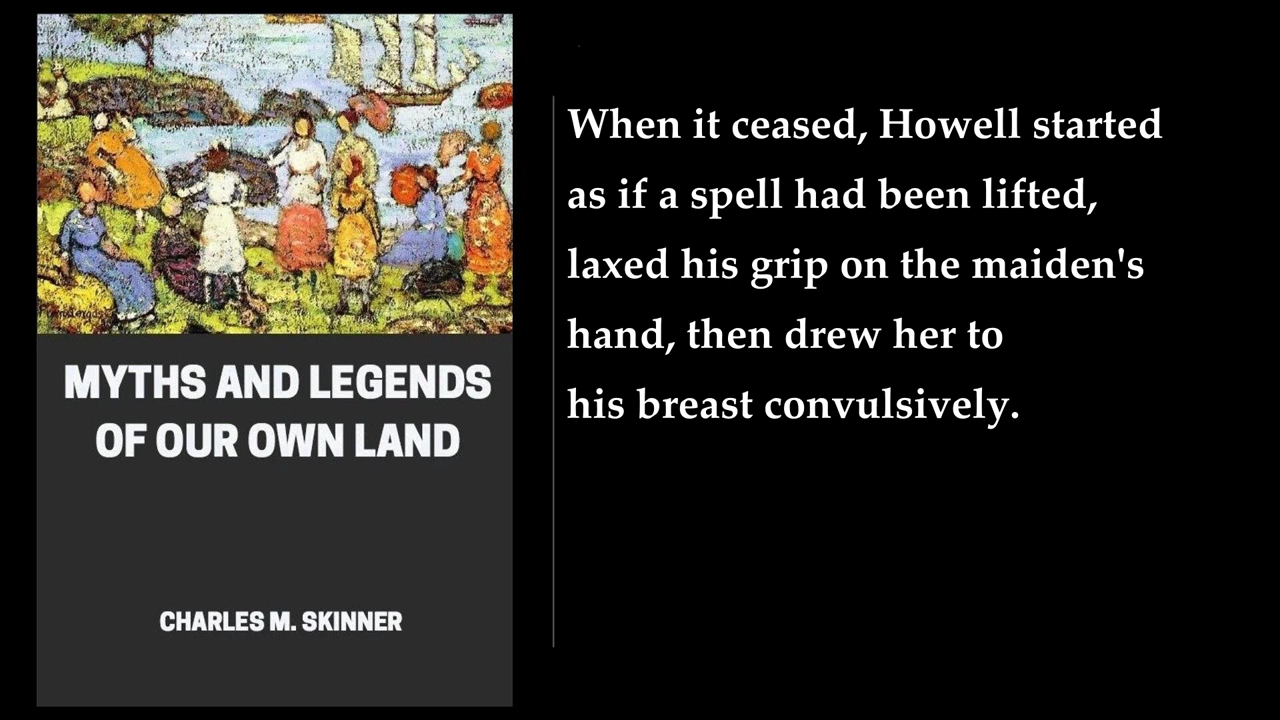 MYTHS AND LEGENDS
OF OUR OWN LAND
CHARLES M. SKINNER
When it ceased, Howell started
as if a spell had been lifted,
laxed his grip on the maiden's
hand, then drew her to
his breast convulsively.